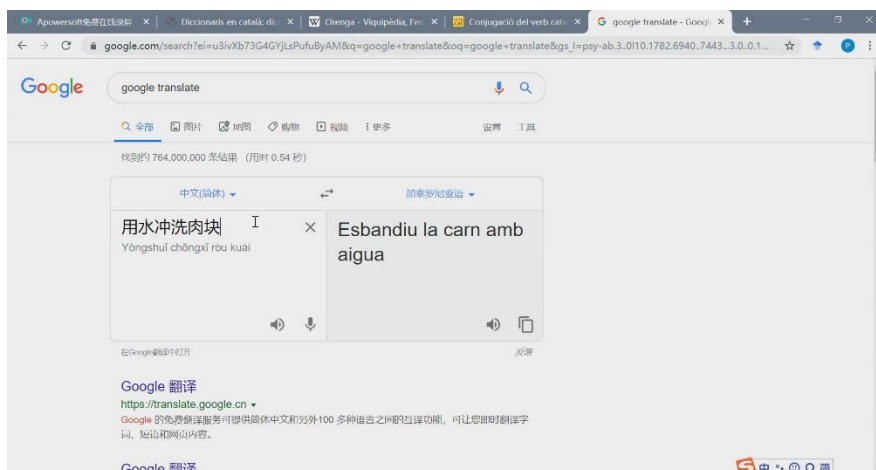 Apowersoft免费在线录屏
Diccionaris en català: dic
Orenga - Viquipèdia, l'en
Conjugació del verb cata
google translate - Googl
google.com/search?ei=u3ivXb73G4GYjLsPufuByAM&q=google+translate&oq=google+translate&gs_l=psy-ab.3..0l10.1782.6940..7443...3.0..0.1...
P
Google
google translate
全部 图片 地图 购物 视频 更多 设置 工具
找到约 764,000,000 条结果 （用时 0.54 秒）
中文(简体) 加泰罗尼亚语
用水冲洗肉块
Yòngshuǐ chōngxǐ ròu kuài
Esbandiu la carn amb
aigua
在Google翻译中打开 反馈
Google 翻译
https://translate.google.cn
Google 的免费翻译服务可提供简体中文和另外100 多种语言之间的互译功能，可让您即时翻译字
词、短语和网页内容。
Google 翻译
中 简